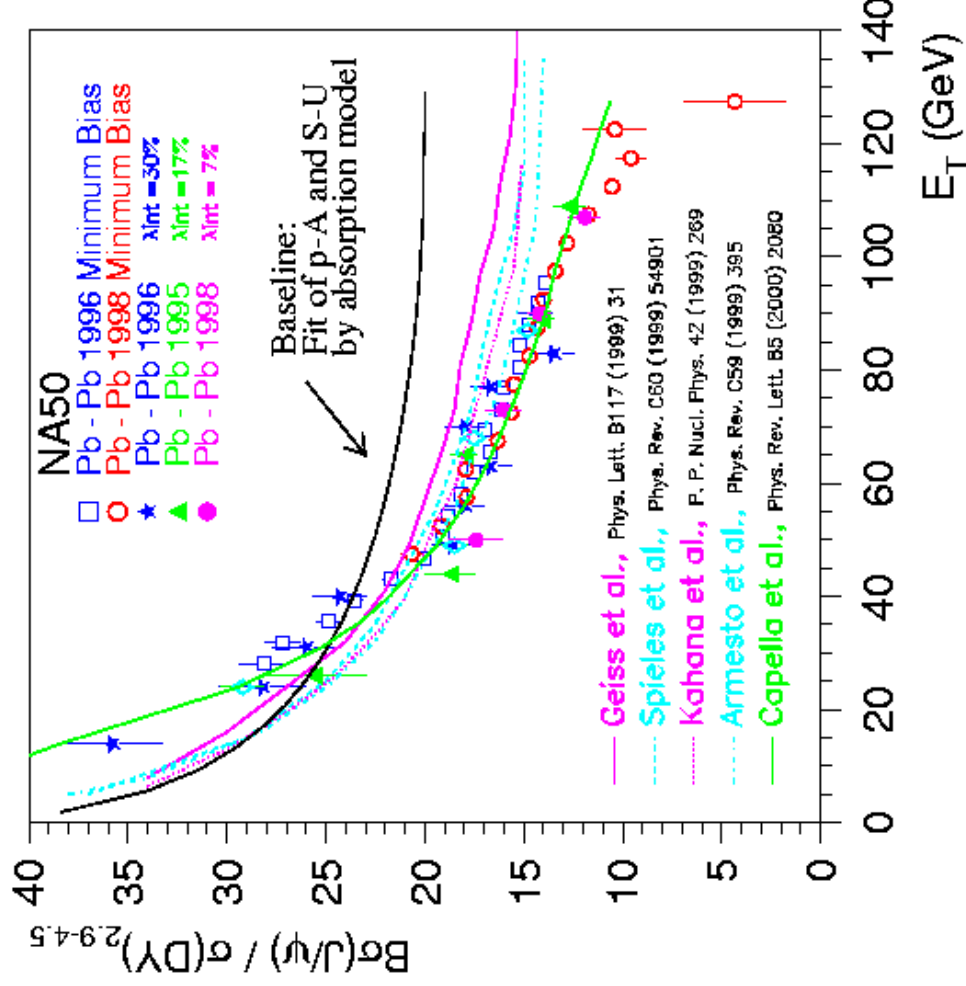 NA50
Pb - Pb 1996 Minimum Bias
Pb - Pb 1998 Minimum Bias
Pb - Pb 1996 λint =30%
Pb - Pb 1995 λint =17%
Pb - Pb 1998 λint = 7%
Baseline:
Fit of p-A and S-U
by absorption model
Geiss et al., Phys. Lett. B117 (1999) 31
Spieles et al., Phys. Rev. C60 (1999) 54901
Kahana et al., P. P. Nucl. Phys. 42 (1999) 269
Armesto et al., Phys. Rev. C59 (1999) 395
Capella et al., Phys. Rev. Lett. 85 (2000) 2080
Bσ(J/ψ) / σ(DY)2.9-4.5
40
35
30
25
20
15
10
5
0
0 20 40 60 80 100 120 140
ET (GeV)